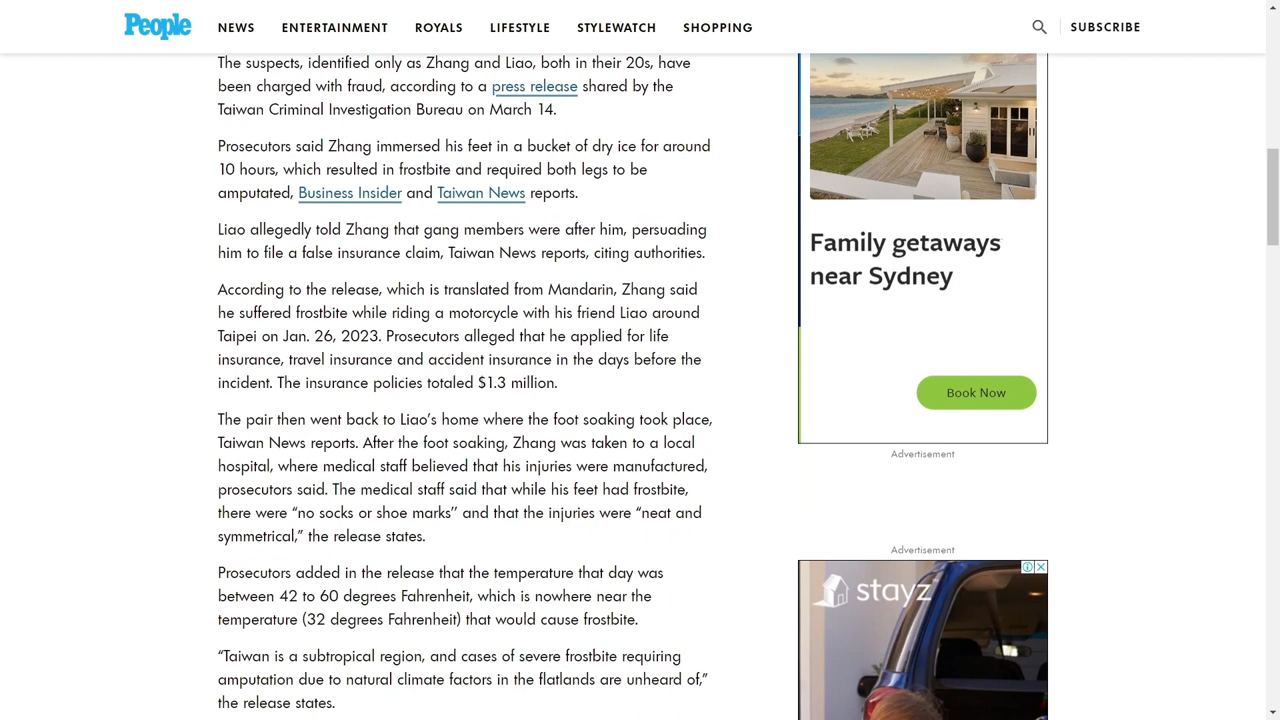 People
NEWS
ENTERTAINMENT
ROYALS
LIFESTYLE
STYLEWATCH
SHOPPING
SUBSCRIBE
The suspects, identified only as Zhang and Liao, both in their 20s, have
been charged with fraud, according to a press release shared by the
Taiwan Criminal Investigation Bureau on March 14.
Prosecutors said Zhang immersed his feet in a bucket of dry ice for around
10 hours, which resulted in frostbite and required both legs to be
amputated, Business Insider and Taiwan News reports.
Liao allegedly told Zhang that gang members were after him, persuading
him to file a false insurance claim, Taiwan News reports, citing authorities.
According to the release, which is translated from Mandarin, Zhang said
he suffered frostbite while riding a motorcycle with his friend Liao around
Taipei on Jan. 26, 2023. Prosecutors alleged that he applied for life
insurance, travel insurance and accident insurance in the days before the
incident. The insurance policies totaled $1.3 million.
The pair then went back to Liao’s home where the foot soaking took place,
Taiwan News reports. After the foot soaking, Zhang was taken to a local
hospital, where medical staff believed that his injuries were manufactured,
prosecutors said. The medical staff said that while his feet had frostbite,
there were “no socks or shoe marks” and that the injuries were “neat and
symmetrical,” the release states.
Prosecutors added in the release that the temperature that day was
between 42 to 60 degrees Fahrenheit, which is nowhere near the
temperature (32 degrees Fahrenheit) that would cause frostbite.
“Taiwan is a subtropical region, and cases of severe frostbite requiring
amputation due to natural climate factors in the flatlands are unheard of,”
the release states.
Family getaways
near Sydney
Book Now
Advertisement
Advertisement
stayz